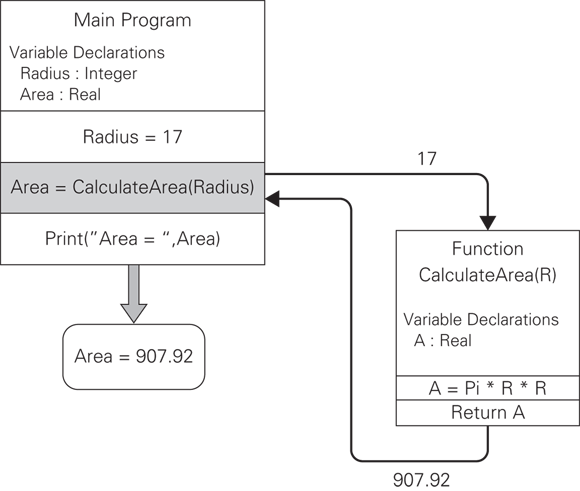 Main Program
Variable Declarations
Radius : Integer
Area : Real
Radius = 17
Area = CalculateArea(Radius)
Print(”Area = “,Area)
Area = 907.92
17
Function
CalculateArea(R)
Variable Declarations
A : Real
A = Pi * R * R
Return A
907.92